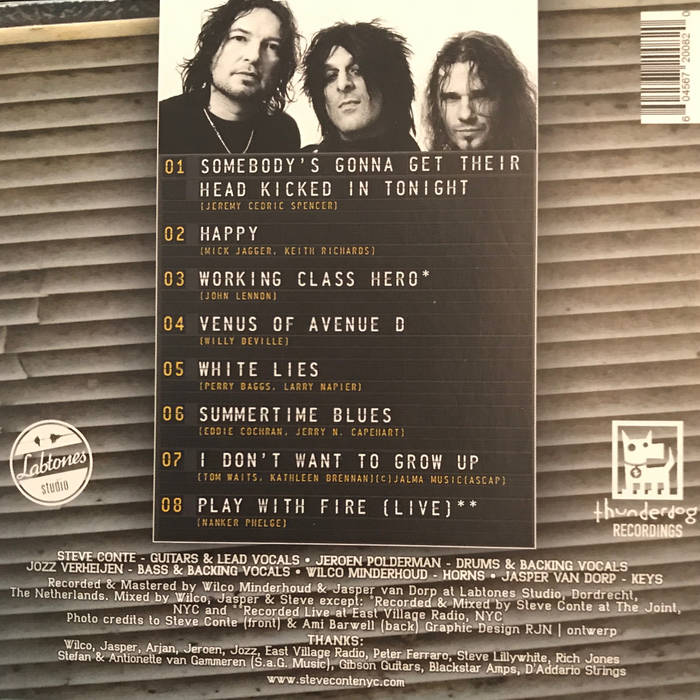 6 04567 20082 0
01 SOMEBODY'S GONNA GET THEIR
HEAD KICKED IN TONIGHT
(JEREMY CEDRIC SPENCER)
02 HAPPY
(MICK JAGGER, KEITH RICHARDS)
03 WORKING CLASS HERO*
(JOHN LENNON)
04 VENUS OF AVENUE D
(WILLY DEVILLE)
05 WHITE LIES
(PERRY BAGGS, LARRY NAPIER)
06 SUMMERTIME BLUES
(EDDIE COCHRAN, JERRY N. CAPEHART)
07 I DON'T WANT TO GROW UP
(TOM WAITS, KATHLEEN BRENNAN)(C)JALMA MUSIC(ASCAP)
08 PLAY WITH FIRE (LIVE)**
(NANKER PHELGE)
Labtones
studio
thunderdog
RECORDINGS
STEVE CONTE - GUITARS & LEAD VOCALS • JEROEN POLDERMAN - DRUMS & BACKING VOCALS
JOZZ VERHEIJEN - BASS & BACKING VOCALS • WILCO MINDERHOUD - HORNS • JASPER VAN DORP - KEYS
Recorded & Mastered by Wilco Minderhoud & Jasper van Dorp at Labtones Studio, Dordrecht,
The Netherlands. Mixed by Wilco, Jasper & Steve except: *Recorded & Mixed by Steve Conte at The Joint,
NYC and **Recorded Live at East Village Radio, NYC
Photo credits to Steve Conte (front) & Ami Barwell (back) Graphic Design RJN | ontwerp
THANKS:
Wilco, Jasper, Arjan, Jeroen, Jozz, East Village Radio, Peter Ferrero, Steve Lillywhite, Rich Jones
Stefan & Antionette van Gammeren (S.a.G. Music), Gibson Guitars, Blackstar Amps, D'Addario Strings
www.stevecontenyc.com